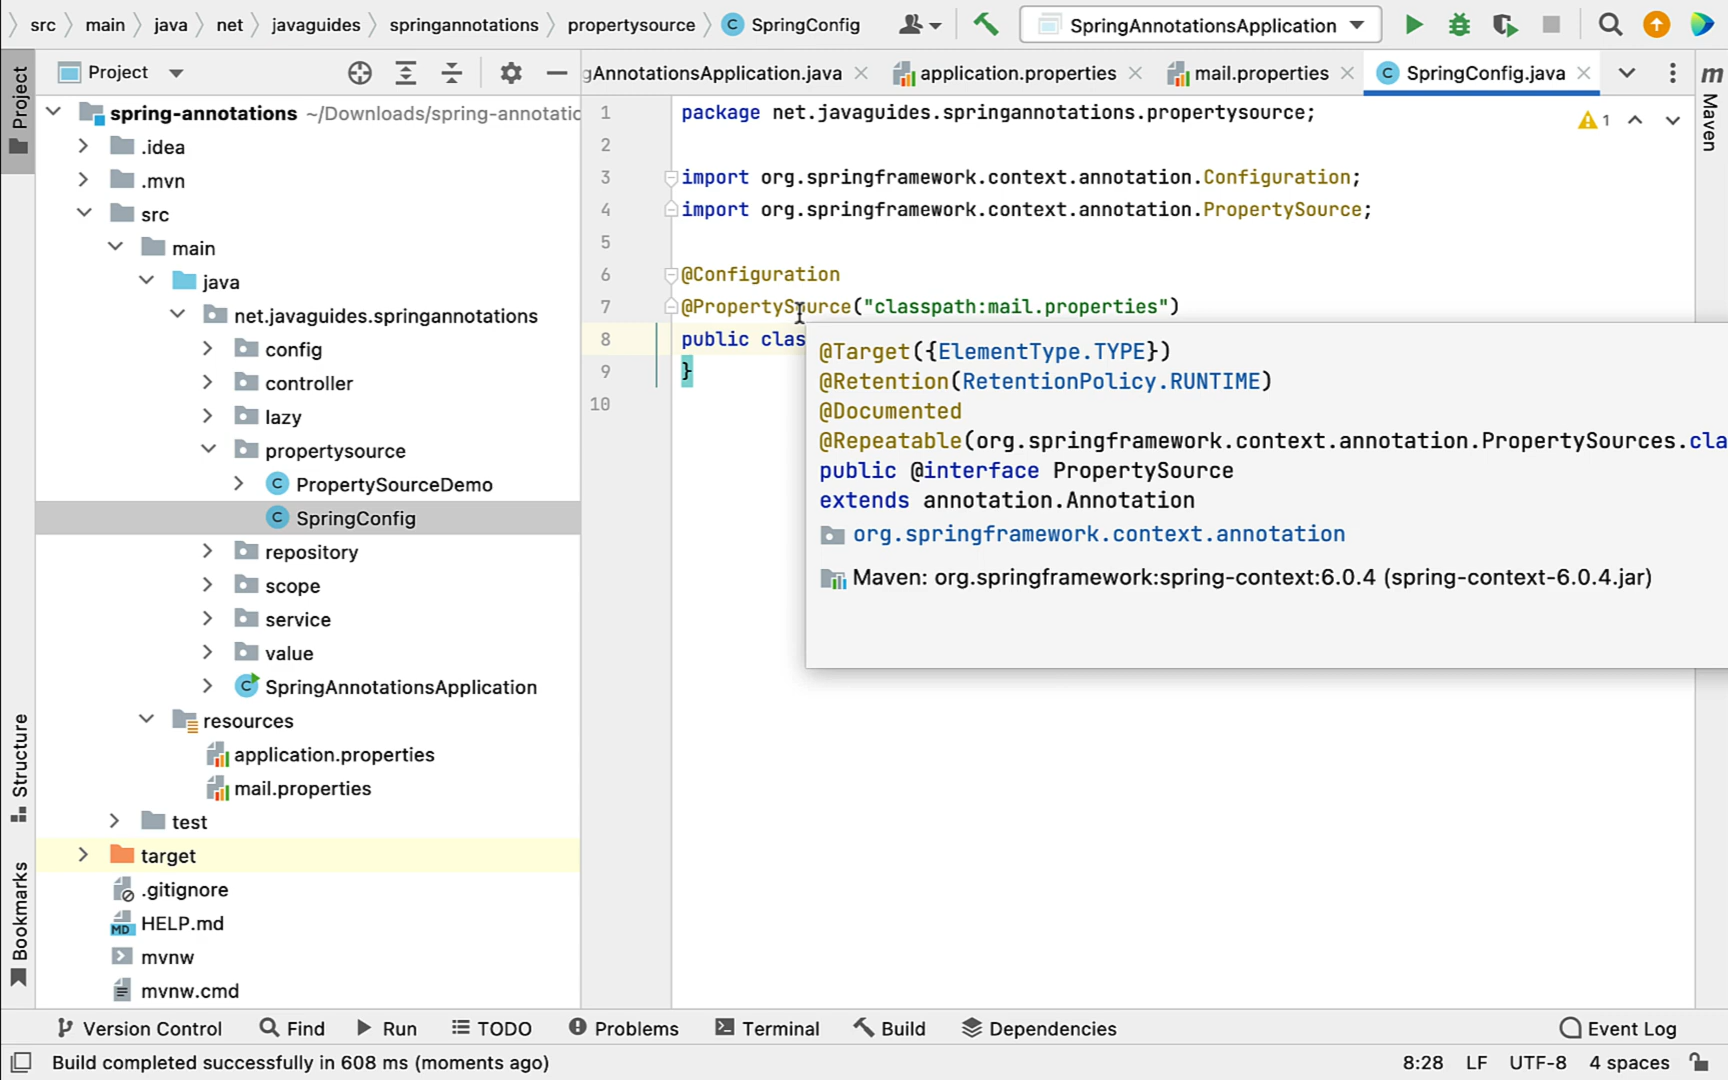 src main java net javaguides springannotations propertysource SpringConfig SpringAnnotationsApplication
Project
gAnnotationsApplication.java application.properties mail.properties SpringConfig.java
Project
Structure
Bookmarks
Maven
spring-annotations ~/Downloads/spring-annotatio
.idea
.mvn
src
main
java
net.javaguides.springannotations
config
controller
lazy
propertysource
PropertySourceDemo
SpringConfig
repository
scope
service
value
SpringAnnotationsApplication
resources
application.properties
mail.properties
test
target
.gitignore
HELP.md
mvnw
mvnw.cmd
1 package net.javaguides.springannotations.propertysource;
1
2
3 import org.springframework.context.annotation.Configuration;
4 import org.springframework.context.annotation.PropertySource;
5
6 @Configuration
7 @PropertySource("classpath:mail.properties")
8 public clas
9 }
10
@Target({ElementType.TYPE})
@Retention(RetentionPolicy.RUNTIME)
@Documented
@Repeatable(org.springframework.context.annotation.PropertySources.cla
public @interface PropertySource
extends annotation.Annotation
org.springframework.context.annotation
Maven: org.springframework:spring-context:6.0.4 (spring-context-6.0.4.jar)
Version Control Find Run TODO Problems Terminal Build Dependencies Event Log
Build completed successfully in 608 ms (moments ago) 8:28 LF UTF-8 4 spaces